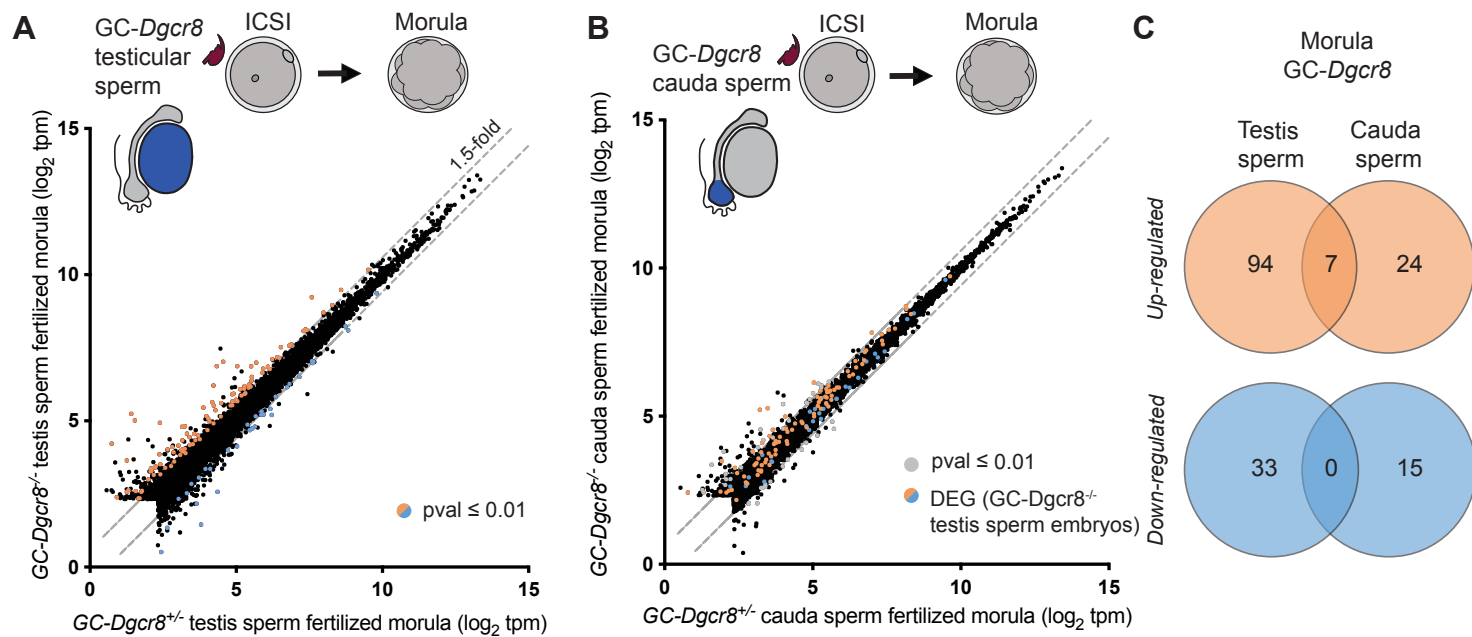 A
GC-Dgcr8
testicular
sperm
ICSI
Morula
15
10
5
0
0
5
10
15
1.5-fold
pval ≤ 0.01
GC-Dgcr8-/- testis sperm fertilized morula (log2 tpm)
GC-Dgcr8+/- testis sperm fertilized morula (log2 tpm)
B
GC-Dgcr8
cauda sperm
ICSI
Morula
15
10
5
0
0
5
10
15
pval ≤ 0.01
DEG (GC-Dgcr8-/-
testis sperm embryos)
GC-Dgcr8-/- cauda sperm fertilized morula (log2 tpm)
GC-Dgcr8+/- cauda sperm fertilized morula (log2 tpm)
C
Morula
GC-Dgcr8
Testis
sperm
Cauda
sperm
Up-regulated
94
7
24
Down-regulated
33
0
15